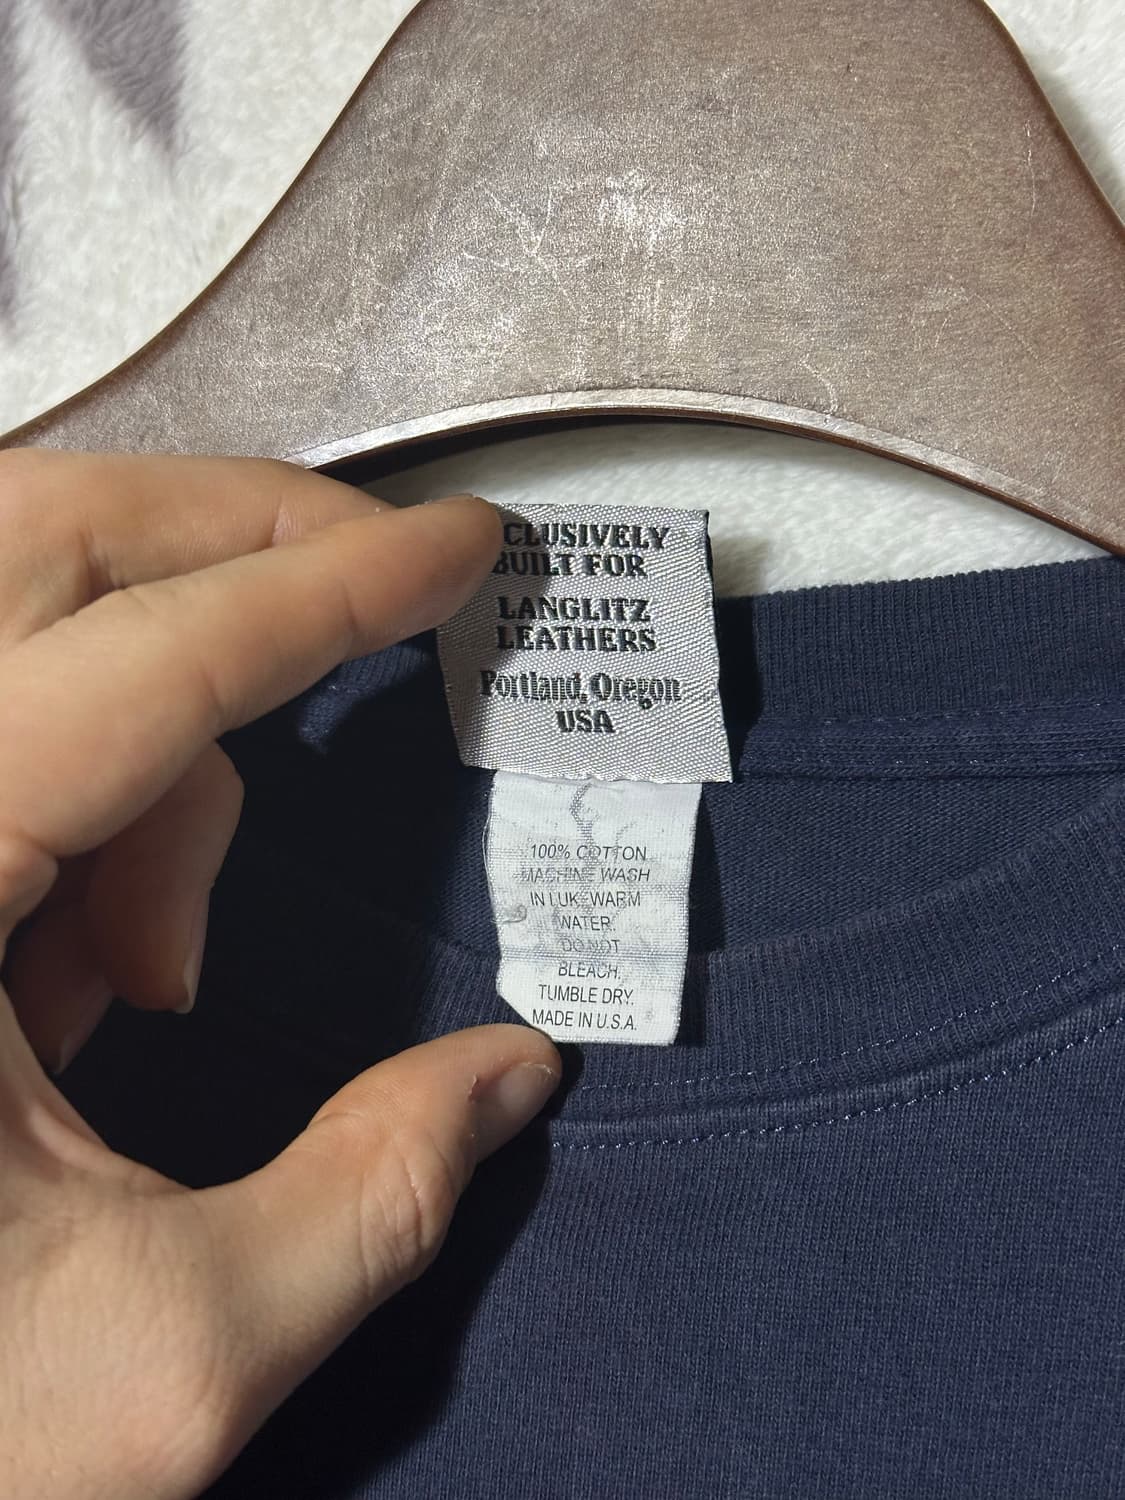 CLUSIVELY
BUILT FOR
LANGLITZ
LEATHERS
Portland, Oregon
USA
100% COTTON
MACHINE WASH
IN LUKEWARM
WATER.
DO NOT
BLEACH,
TUMBLE DRY.
MADE IN U.S.A.